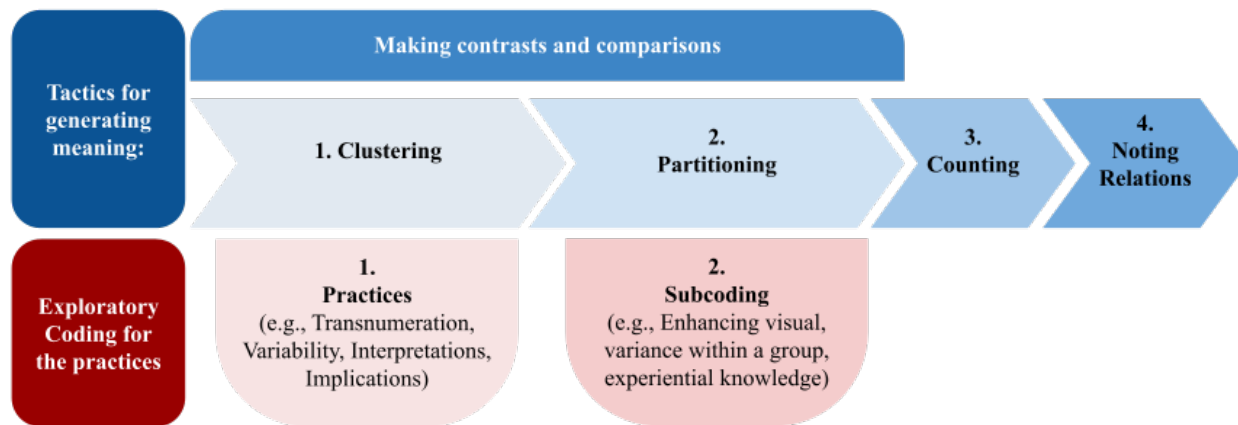 Making contrasts and comparisons
Tactics for
generating
meaning:
1. Clustering
2.
Partitioning
3.
Counting
4.
Noting
Relations
Exploratory
Coding for
the practices
1.
Practices
(e.g., Transnumeration,
Variability, Interpretations,
Implications)
2.
Subcoding
(e.g., Enhancing visual,
variance within a group,
experiential knowledge)